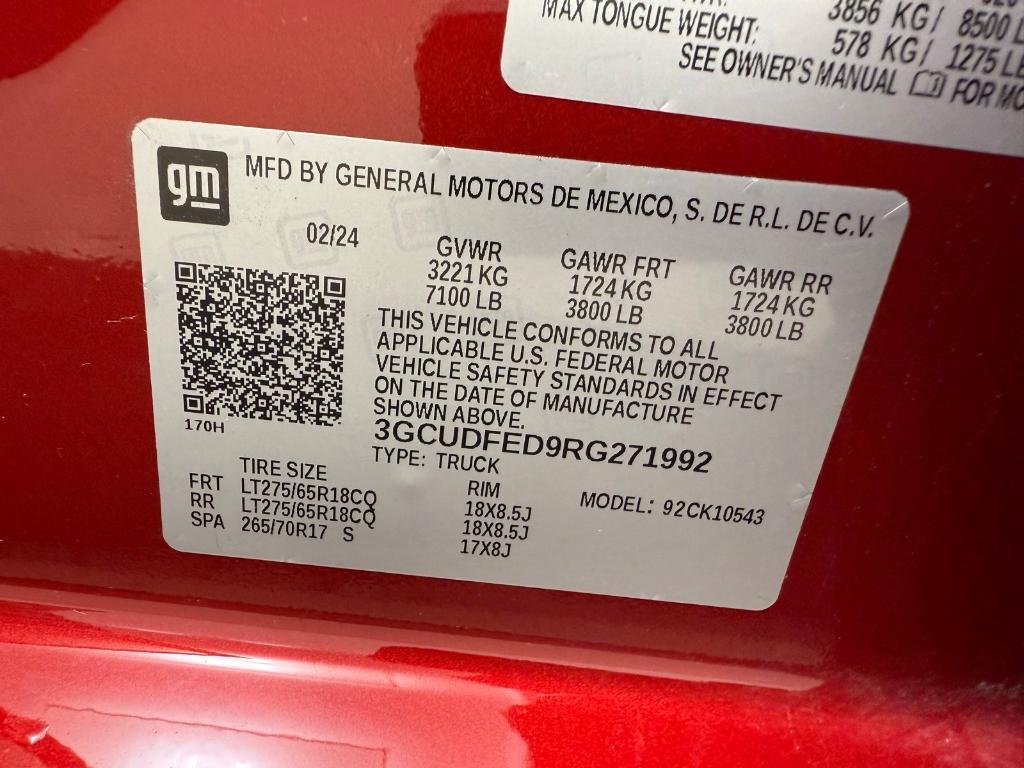 3856 KG/ 8500 L
MAX TONGUE WEIGHT: 578 KG/ 1275 LB
SEE OWNER'S MANUAL FOR MO
gm
MFD BY GENERAL MOTORS DE MEXICO, S. DE R.L. DE C.V.
02/24
GVWR GAWR FRT GAWR RR
3221 KG 1724 KG 1724 KG
7100 LB 3800 LB 3800 LB
THIS VEHICLE CONFORMS TO ALL
APPLICABLE U.S. FEDERAL MOTOR
VEHICLE SAFETY STANDARDS IN EFFECT
ON THE DATE OF MANUFACTURE
SHOWN ABOVE.
170H
3GCUDFED9RG271992
TYPE: TRUCK
TIRE SIZE RIM MODEL: 92CK10543
FRT LT275/65R18CQ 18X8.5J
RR LT275/65R18CQ 18X8.5J
SPA 265/70R17 S 17X8J